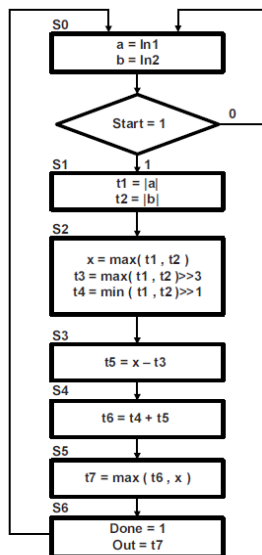 S0
a = In1
b = In2
Start = 1
0
1
S1
t1 = |a|
t2 = |b|
S2
x = max( t1 , t2 )
t3 = max( t1 , t2 )>>3
t4 = min ( t1 , t2 )>>1
S3
t5 = x – t3
S4
t6 = t4 + t5
S5
t7 = max ( t6 , x )
S6
Done = 1
Out = t7